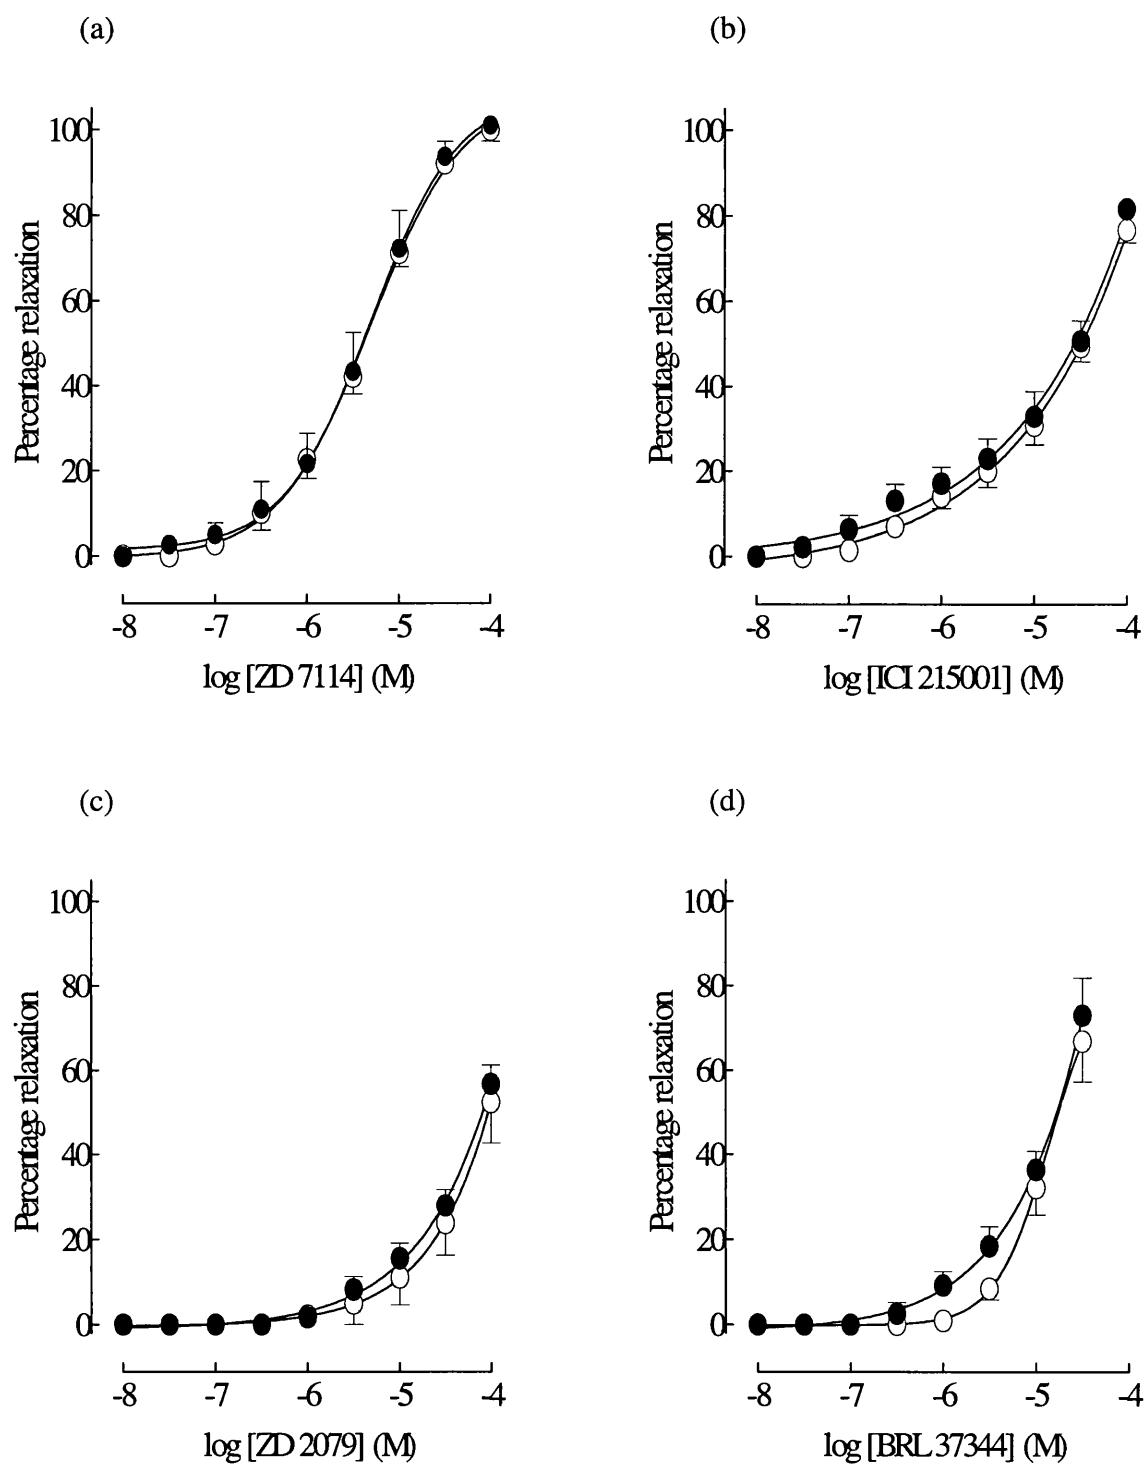 (a)
100
80
60
40
20
0
Percentage relaxation
-8 -7 -6 -5 -4
log [ZD 7114] (M)
(b)
100
80
60
40
20
0
Percentage relaxation
-8 -7 -6 -5 -4
log [ICI 215001] (M)
(c)
100
80
60
40
20
0
Percentage relaxation
-8 -7 -6 -5 -4
log [ZD 2079] (M)
(d)
100
80
60
40
20
0
Percentage relaxation
-8 -7 -6 -5 -4
log [BRL 37344] (M)